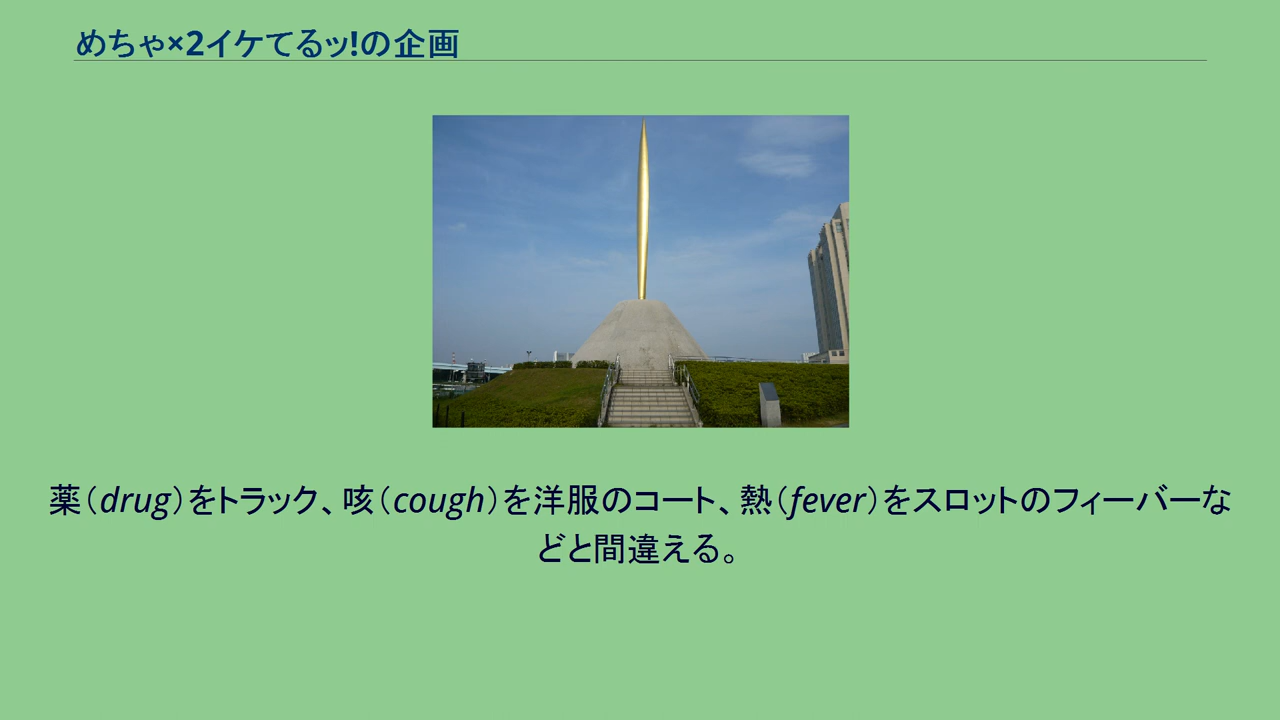 めちゃ×2イケてるッ!の企画
薬（drug）をトラック、咳（cough）を洋服のコート、熱（fever）をスロットのフィーバーな
どと間違える。